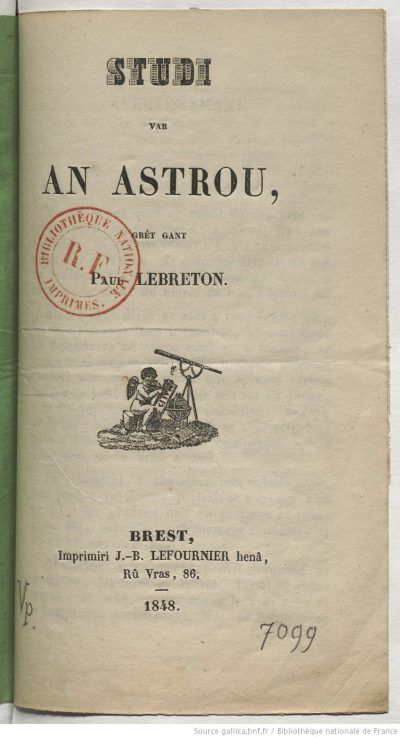 STUDI
VAR
AN ASTROU,
GRÊT GANT
PAUL LEBRETON.
BIBLIOTHÈQUE NATIONALE
R.F.
IMPRIMÉS.
BREST,
Imprimiri J.-B. LEFOURNIER henâ,
Rû Vras, 86.
1848.
Vp.
7099
Source gallica.bnf.fr / Bibliothèque nationale de France